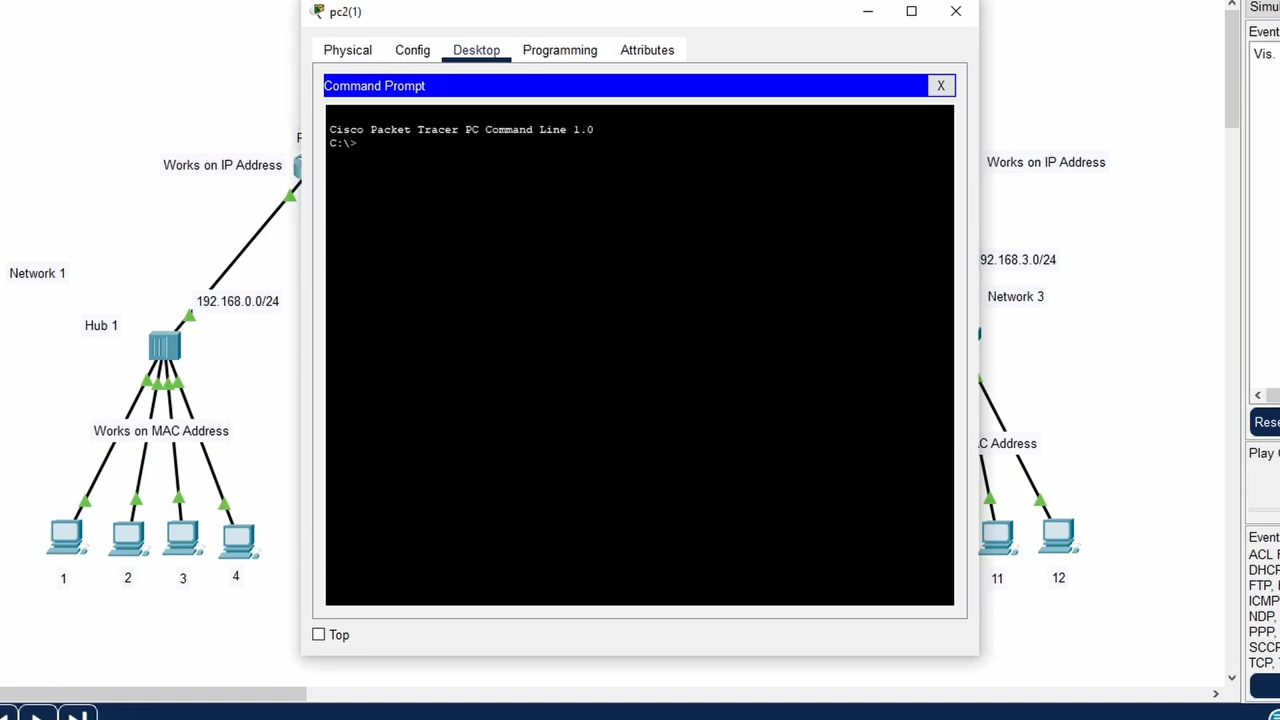 pc2(1)
Simu
Physical
Config
Desktop
Programming
Attributes
Event
Vis.
Command Prompt
X
Cisco Packet Tracer PC Command Line 1.0
C:\>
Works on IP Address
Works on IP Address
Network 1
192.168.0.0/24
92.168.3.0/24
Network 3
Hub 1
Works on MAC Address
C Address
Rese
Play
1
2
3
4
11
12
Event
ACL
DHCP
FTP,
ICMP
NDP,
PPP,
SCCP
TCP,
Top